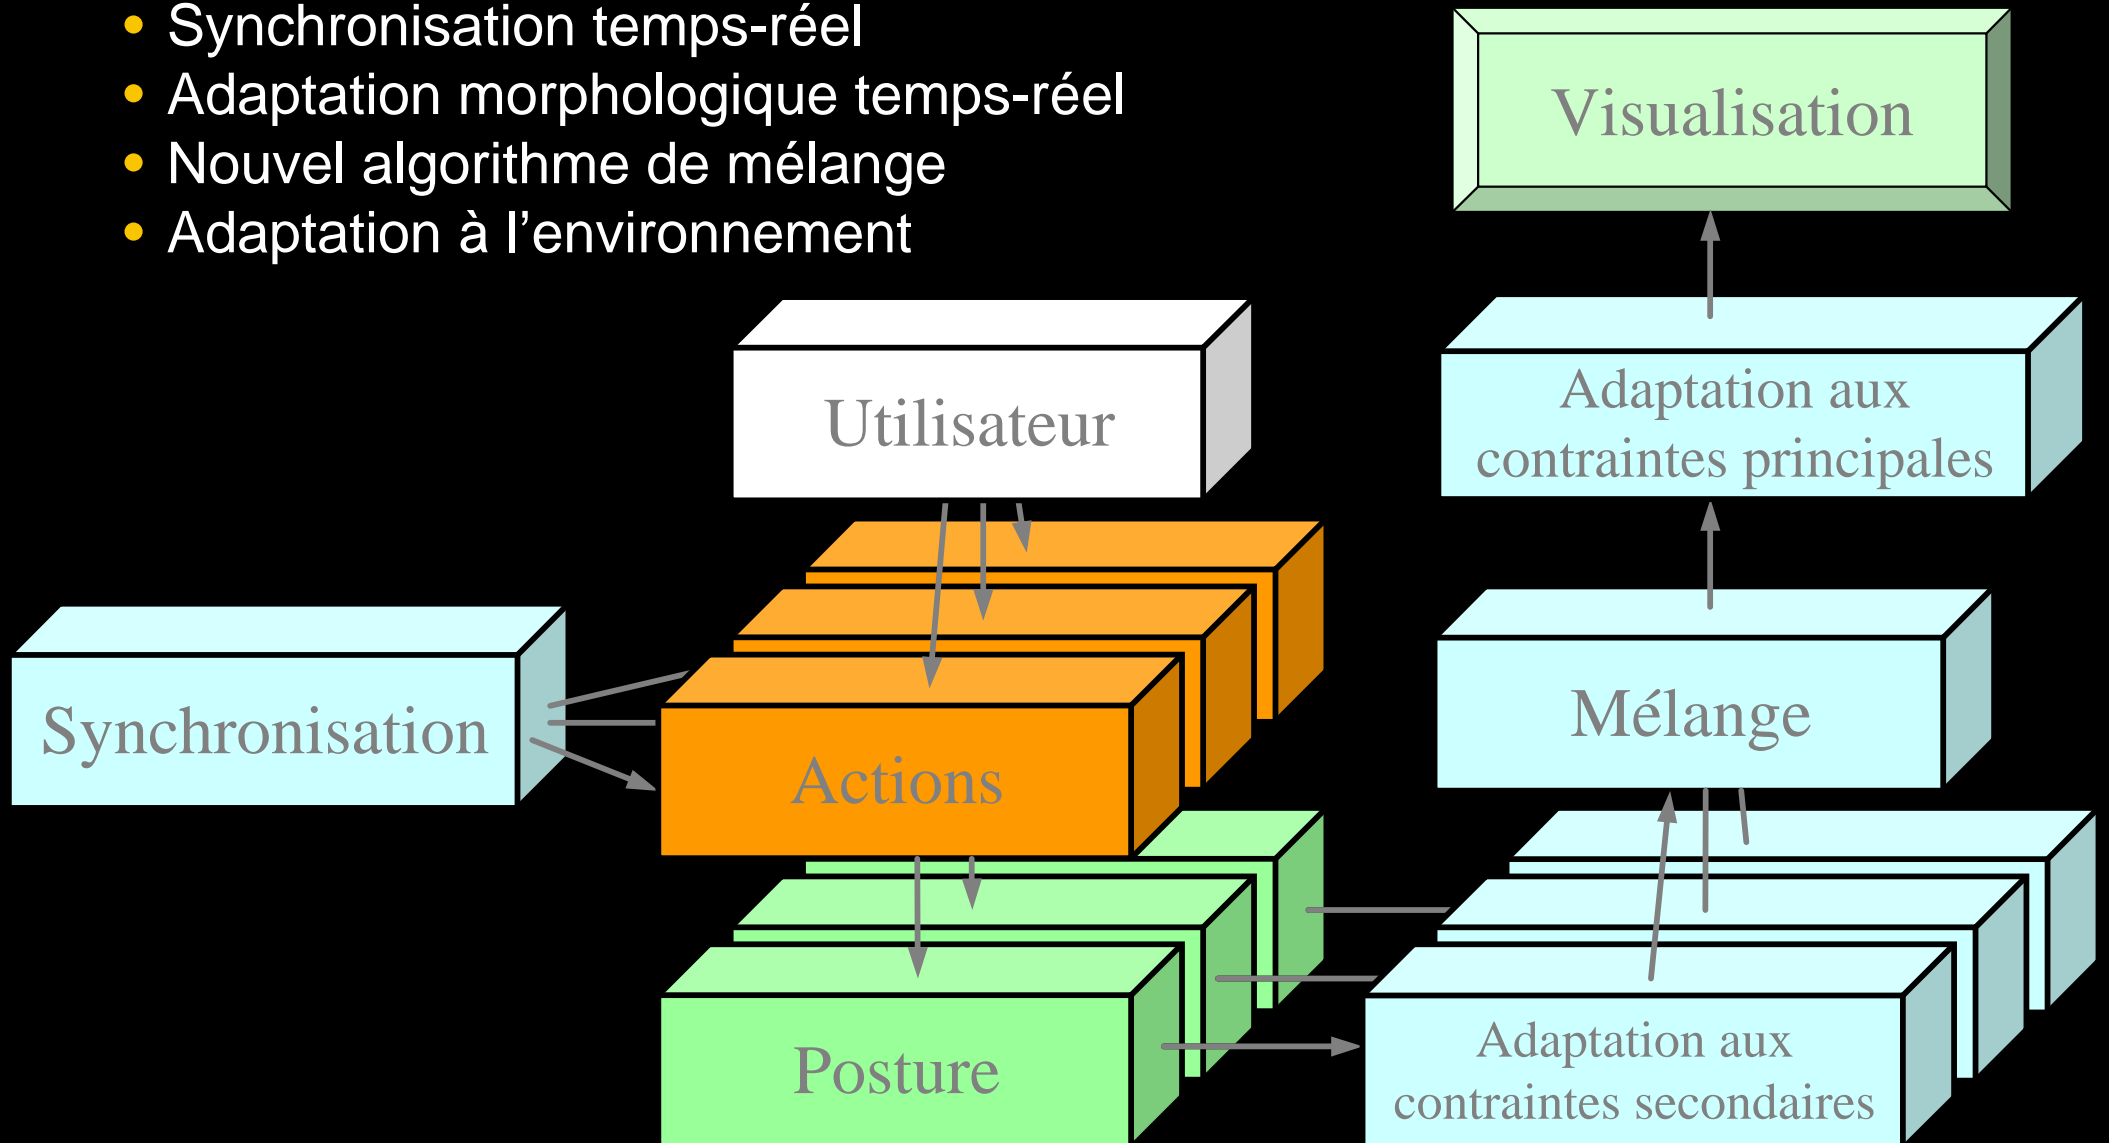 • Synchronisation temps-réel
• Adaptation morphologique temps-réel
• Nouvel algorithme de mélange
• Adaptation à l’environnement
Visualisation
Utilisateur
Adaptation aux
contraintes principales
Synchronisation
Actions
Mélange
Posture
Adaptation aux
contraintes secondaires